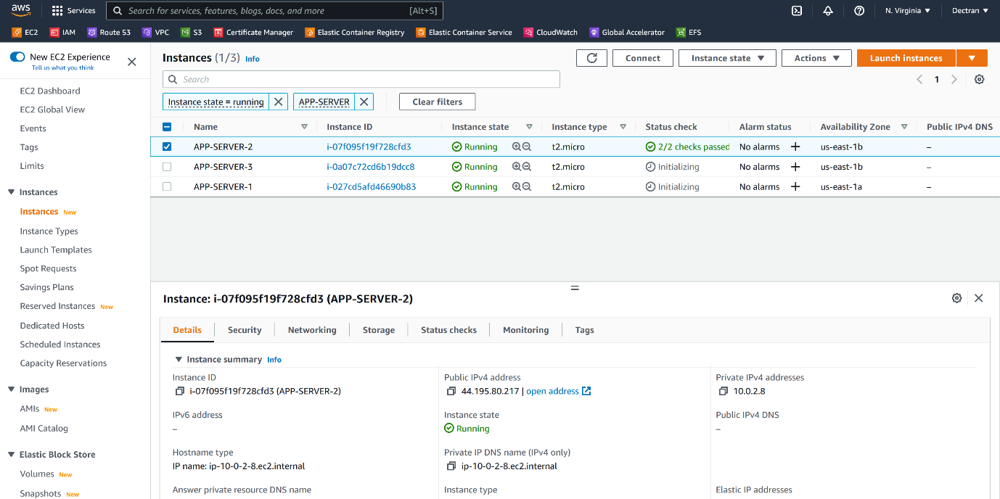 aws Services Search for services, features, blogs, docs, and more [Alt+S] N. Virginia Dectran
EC2 IAM Route 53 VPC S3 Certificate Manager Elastic Container Registry Elastic Container Service CloudWatch Global Accelerator EFS
New EC2 Experience
Tell us what you think
EC2 Dashboard
EC2 Global View
Events
Tags
Limits
Instances
Instances New
Instance Types
Launch Templates
Spot Requests
Savings Plans
Reserved Instances New
Dedicated Hosts
Scheduled Instances
Capacity Reservations
Images
AMIs New
AMI Catalog
Elastic Block Store
Volumes New
Snapshots New
Instances (1/3) Info Connect Instance state Actions Launch instances
Search 1
Instance state = running APP-SERVER Clear filters
Name Instance ID Instance state Instance type Status check Alarm status Availability Zone Public IPv4 DNS
APP-SERVER-2 i-07f095f19f728cfd3 Running t2.micro 2/2 checks passed No alarms us-east-1b –
APP-SERVER-3 i-0a07c72cd6b19dcc8 Running t2.micro Initializing No alarms us-east-1b –
APP-SERVER-1 i-027cd5afd46690b83 Running t2.micro Initializing No alarms us-east-1a –
Instance: i-07f095f19f728cfd3 (APP-SERVER-2)
Details Security Networking Storage Status checks Monitoring Tags
Instance summary Info
Instance ID Public IPv4 address Private IPv4 addresses
i-07f095f19f728cfd3 (APP-SERVER-2) 44.195.80.217 | open address 10.0.2.8
IPv6 address Instance state Public IPv4 DNS
– Running –
Hostname type Private IP DNS name (IPv4 only)
IP name: ip-10-0-2-8.ec2.internal ip-10-0-2-8.ec2.internal
Answer private resource DNS name Instance type Elastic IP addresses